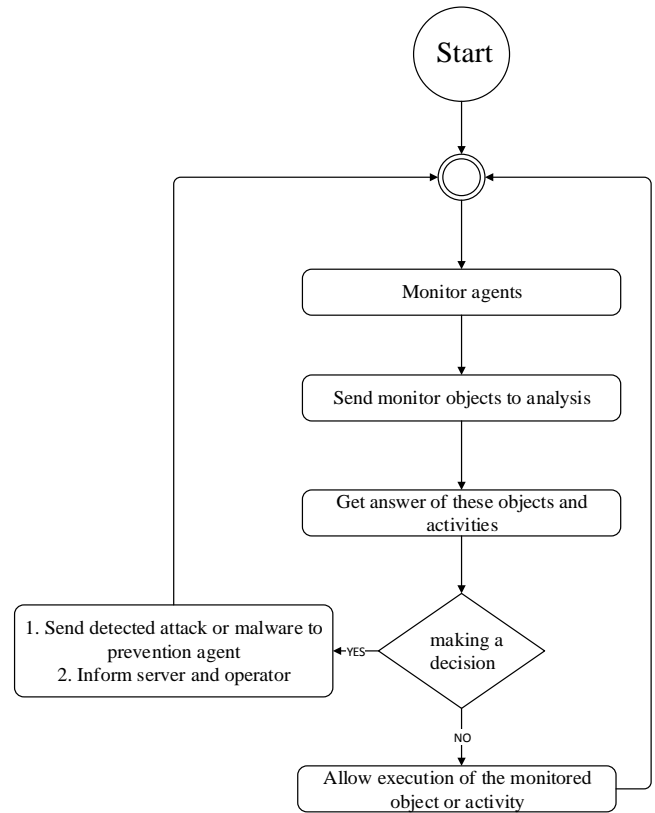 Start
Monitor agents
Send monitor objects to analysis
Get answer of these objects and
activities
making a
decision
YES
1. Send detected attack or malware to
prevention agent
2. Inform server and operator
NO
Allow execution of the monitored
object or activity